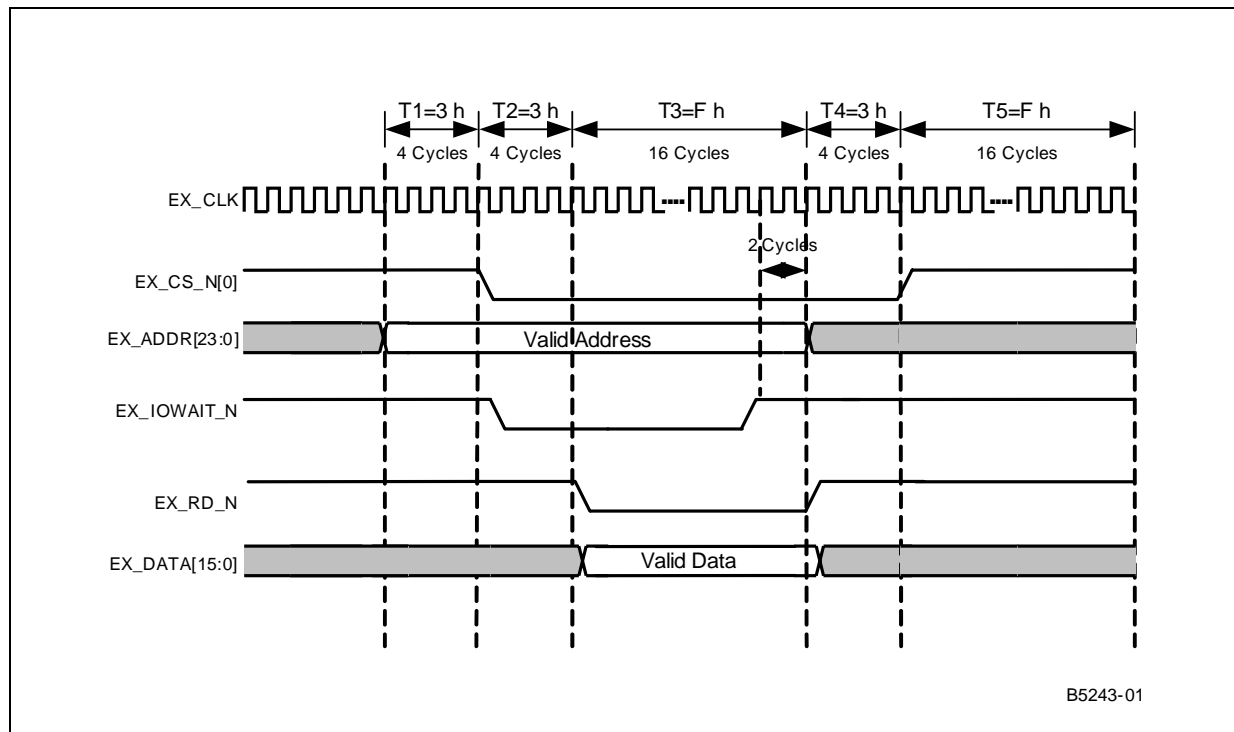 T1=3 h T2=3 h T3=F h T4=3 h T5=F h
4 Cycles 4 Cycles 16 Cycles 4 Cycles 16 Cycles
EX_CLK
2 Cycles
EX_CS_N[0]
EX_ADDR[23:0] Valid Address
EX_IOWAIT_N
EX_RD_N
EX_DATA[15:0] Valid Data
B5243-01